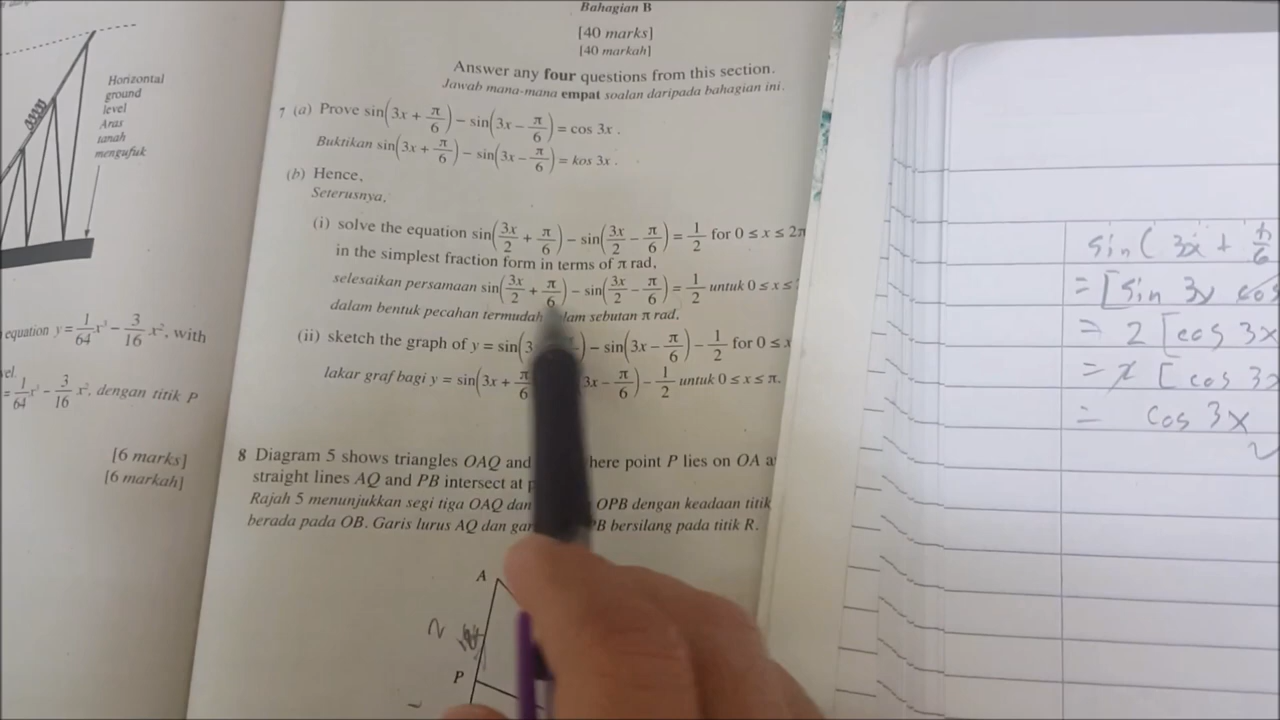 Horizontal
ground
level
Aras
tanah
mengufuk
equation y = 1/64 x³ − 3/16 x², with
= 1/64 x³ − 3/16 x², dengan titik P
[6 marks]
[6 markah]
Bahagian B
[40 marks]
[40 markah]
Answer any four questions from this section.
Jawab mana-mana empat soalan daripada bahagian ini.
7 (a) Prove sin(3x + π/6) − sin(3x − π/6) = cos 3x .
Buktikan sin(3x + π/6) − sin(3x − π/6) = kos 3x .
(b) Hence,
Seterusnya,
(i) solve the equation sin(3x/2 + π/6) − sin(3x/2 − π/6) = 1/2 for 0 ≤ x ≤ 2π
in the simplest fraction form in terms of π rad,
selesaikan persamaan sin(3x/2 + π/6) − sin(3x/2 − π/6) = 1/2 untuk 0 ≤ x ≤
dalam bentuk pecahan termudah sebutan π rad.
(ii) sketch the graph of y = sin(3 ) − sin(3x − π/6) − 1/2 for 0 ≤ x
lakar graf bagi y = sin(3x + π/6 3x − π/6) − 1/2 untuk 0 ≤ x ≤ π.
8 Diagram 5 shows triangles OAQ and here point P lies on OA a
straight lines AQ and PB intersect at p
Rajah 5 menunjukkan segi tiga OAQ dan OPB dengan keadaan titik
berada pada OB. Garis lurus AQ dan gar PB bersilang pada titik R.
A
P
sin ( 3x + π/6
= [sin 3x cos
= 2 [cos 3x
= 2 [cos 3x
= cos 3x